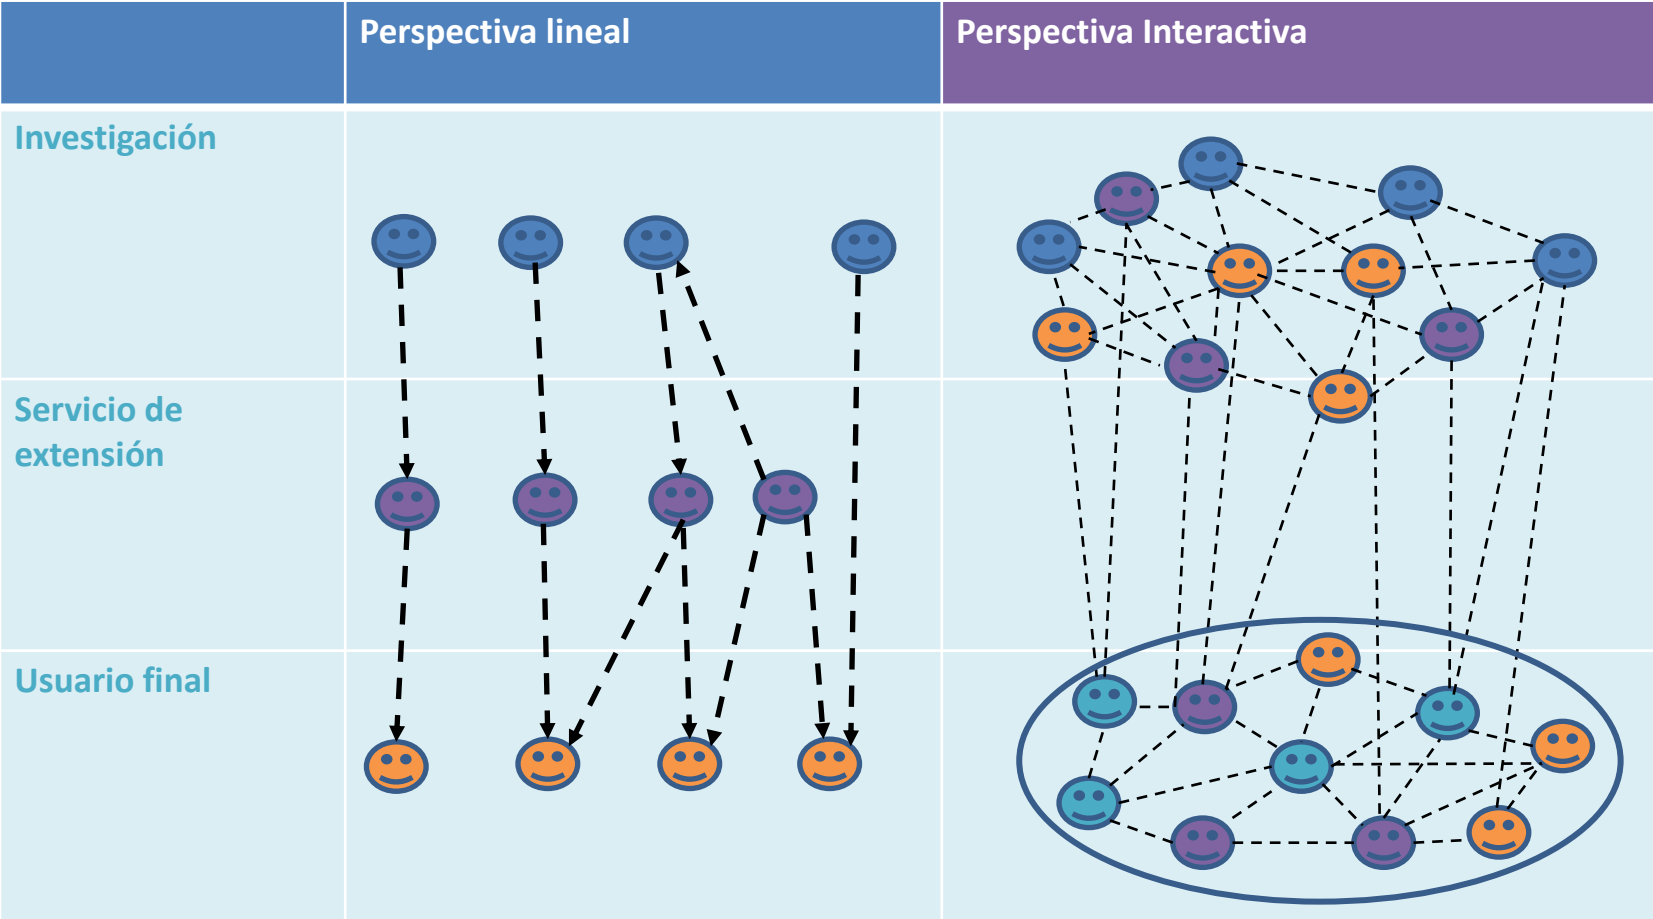 Perspectiva lineal
Perspectiva Interactiva
Investigación
Servicio de
extensión
Usuario final